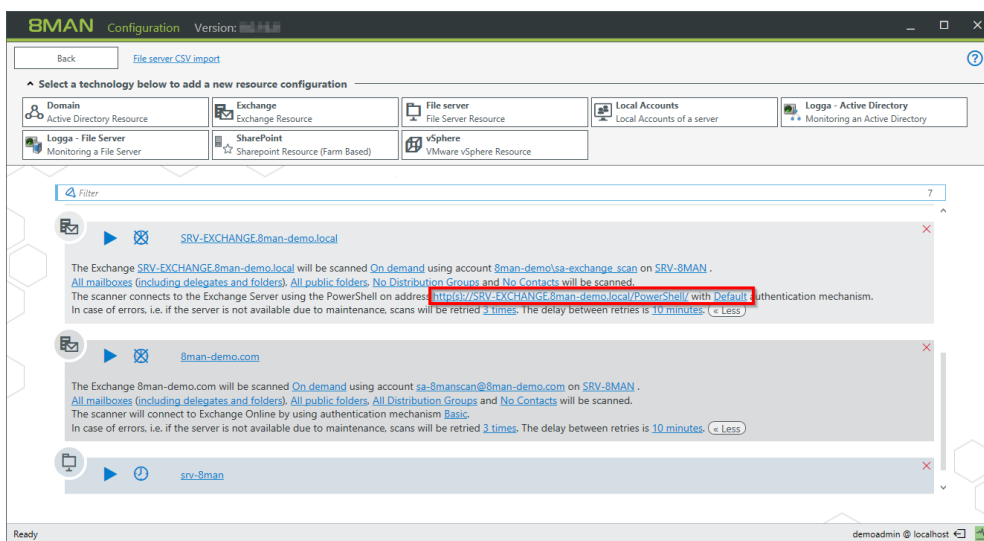 8MAN Configuration Version:
Back File server CSV import
Select a technology below to add a new resource configuration
Domain
Active Directory Resource
Exchange
Exchange Resource
File server
File Server Resource
Local Accounts
Local Accounts of a server
Logga - Active Directory
Monitoring an Active Directory
Logga - File Server
Monitoring a File Server
SharePoint
Sharepoint Resource (Farm Based)
vSphere
VMware vSphere Resource
Filter 7
SRV-EXCHANGE.8man-demo.local
The Exchange SRV-EXCHANGE.8man-demo.local will be scanned On demand using account 8man-demo\sa-exchange scan on SRV-8MAN .
All mailboxes (including delegates and folders), All public folders, No Distribution Groups and No Contacts will be scanned.
The scanner connects to the Exchange Server using the PowerShell on address http(s)://SRV-EXCHANGE.8man-demo.local/PowerShell/ with Default authentication mechanism.
In case of errors, i.e. if the server is not available due to maintenance, scans will be retried 3 times. The delay between retries is 10 minutes. « Less
8man-demo.com
The Exchange 8man-demo.com will be scanned On demand using account sa-8manscan@8man-demo.com on SRV-8MAN .
All mailboxes (including delegates and folders), All public folders, All Distribution Groups and No Contacts will be scanned.
The scanner will connect to Exchange Online by using authentication mechanism Basic.
In case of errors, i.e. if the server is not available due to maintenance, scans will be retried 3 times. The delay between retries is 10 minutes. « Less
srv-8man
Ready demoadmin @ localhost